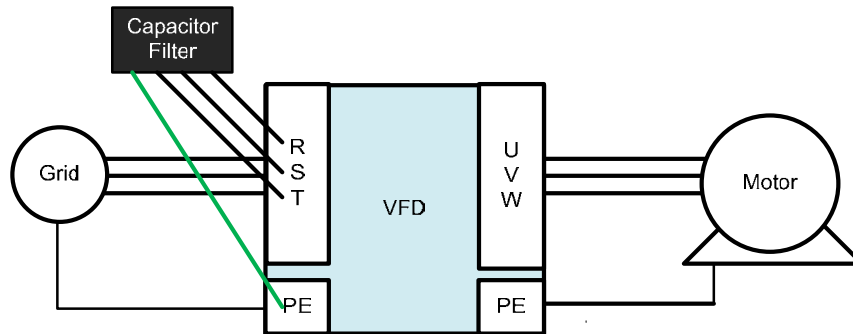 Capacitor
Filter
Grid
R
S
T
VFD
U
V
W
Motor
PE
PE